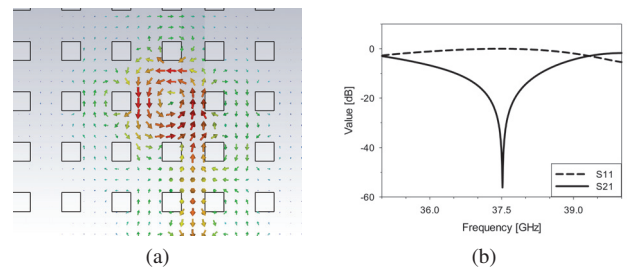 0
-20
-40
-60
Value [dB]
S11
S21
36.0 37.5 39.0
Frequency [GHz]
(a) (b)